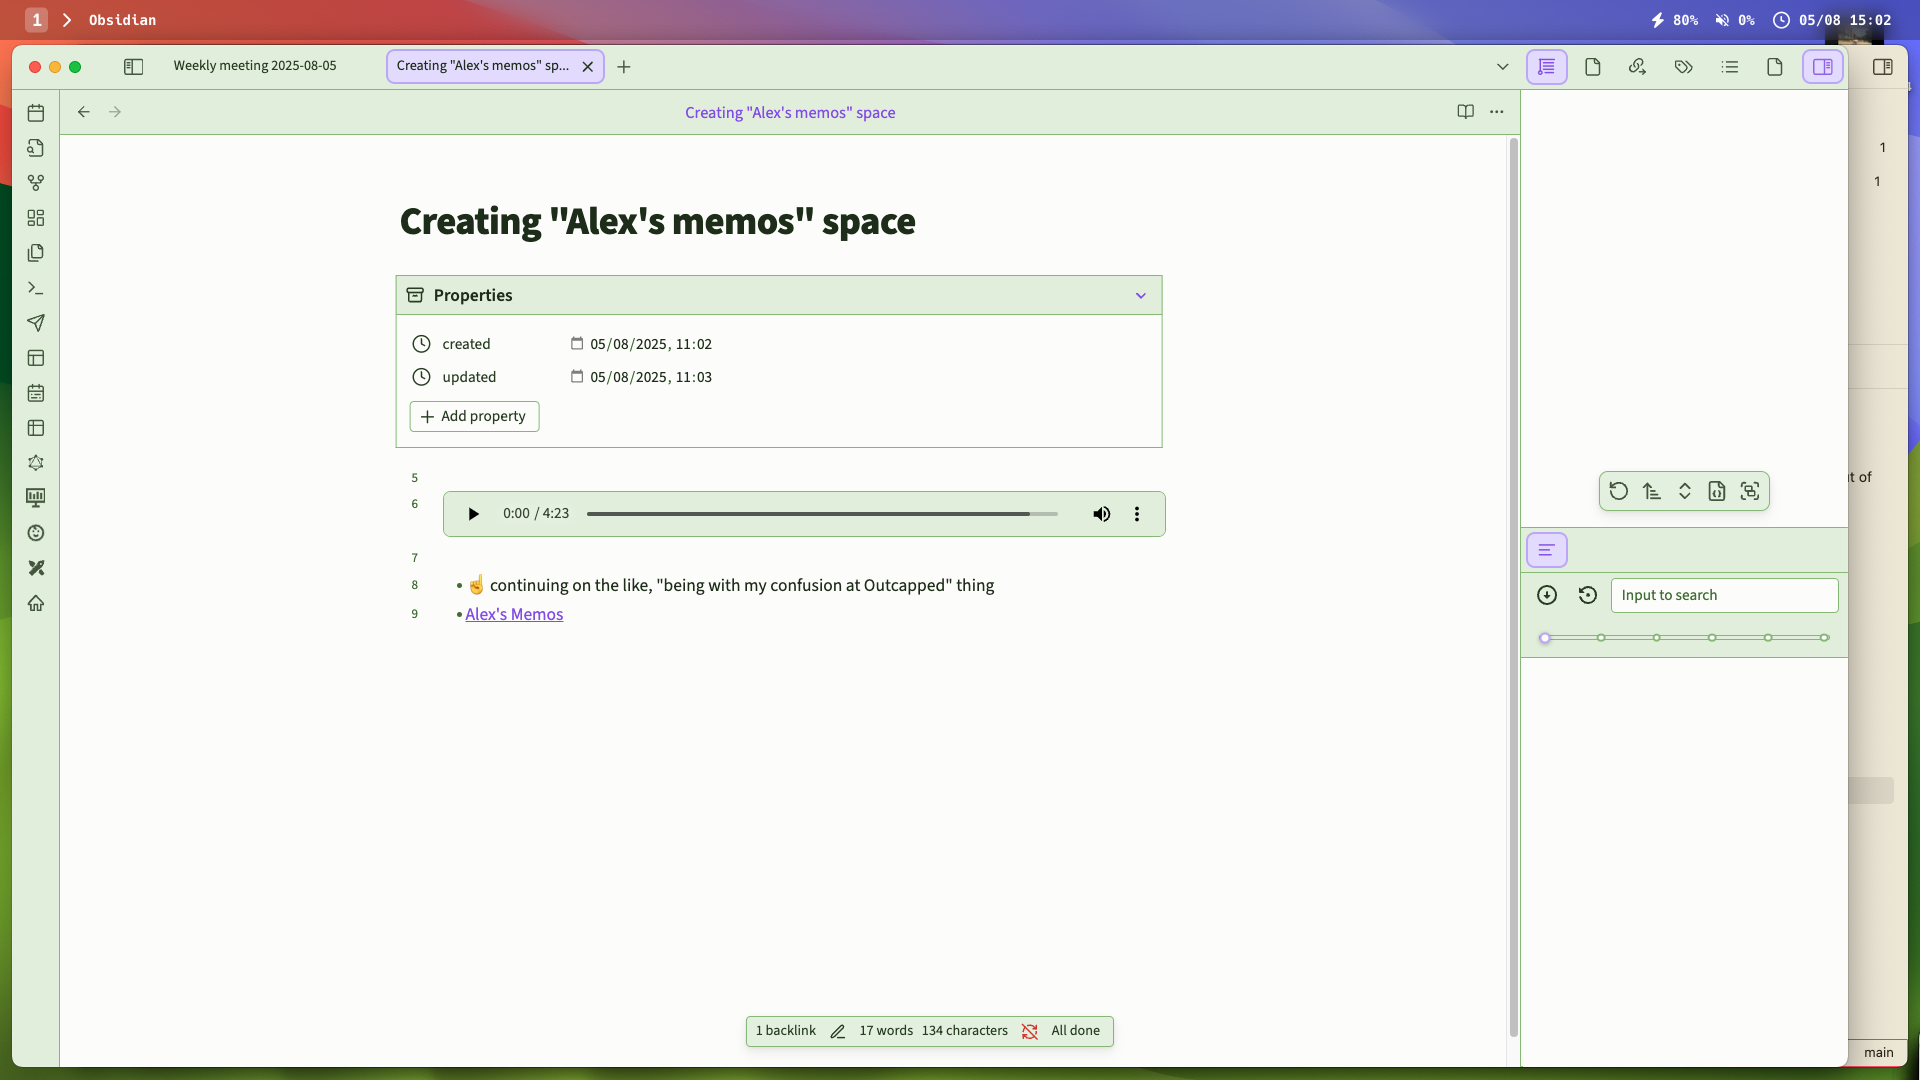 1 Obsidian 80% 0% 05/08 15:02
Weekly meeting 2025-08-05
Creating "Alex's memos" sp...
Creating "Alex's memos" space
Creating "Alex's memos" space
Properties
created 05/08/2025, 11:02
updated 05/08/2025, 11:03
Add property
5
6 0:00 / 4:23
7
8 • ☝ continuing on the like, "being with my confusion at Outcapped" thing
9 • Alex's Memos
1 backlink 17 words 134 characters All done
Input to search
1
1
of
main